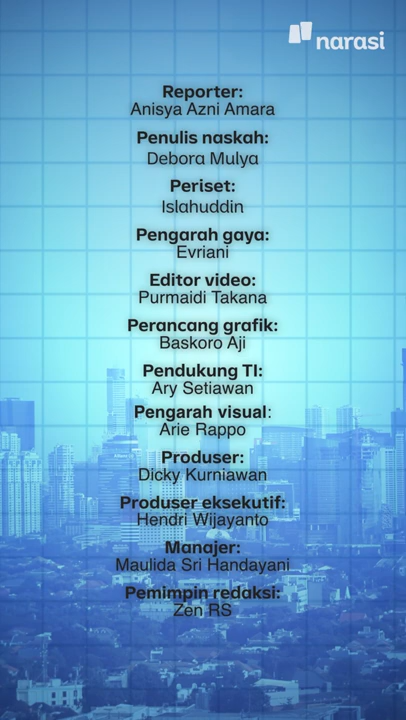 narasi
Reporter:
Anisya Azni Amara
Penulis naskah:
Debora Mulya
Periset:
Islahuddin
Pengarah gaya:
Evriani
Editor video:
Purmaidi Takana
Perancang grafik:
Baskoro Aji
Pendukung TI:
Ary Setiawan
Pengarah visual:
Arie Rappo
Produser:
Dicky Kurniawan
Produser eksekutif:
Hendri Wijayanto
Manajer:
Maulida Sri Handayani
Pemimpin redaksi:
Zen RS